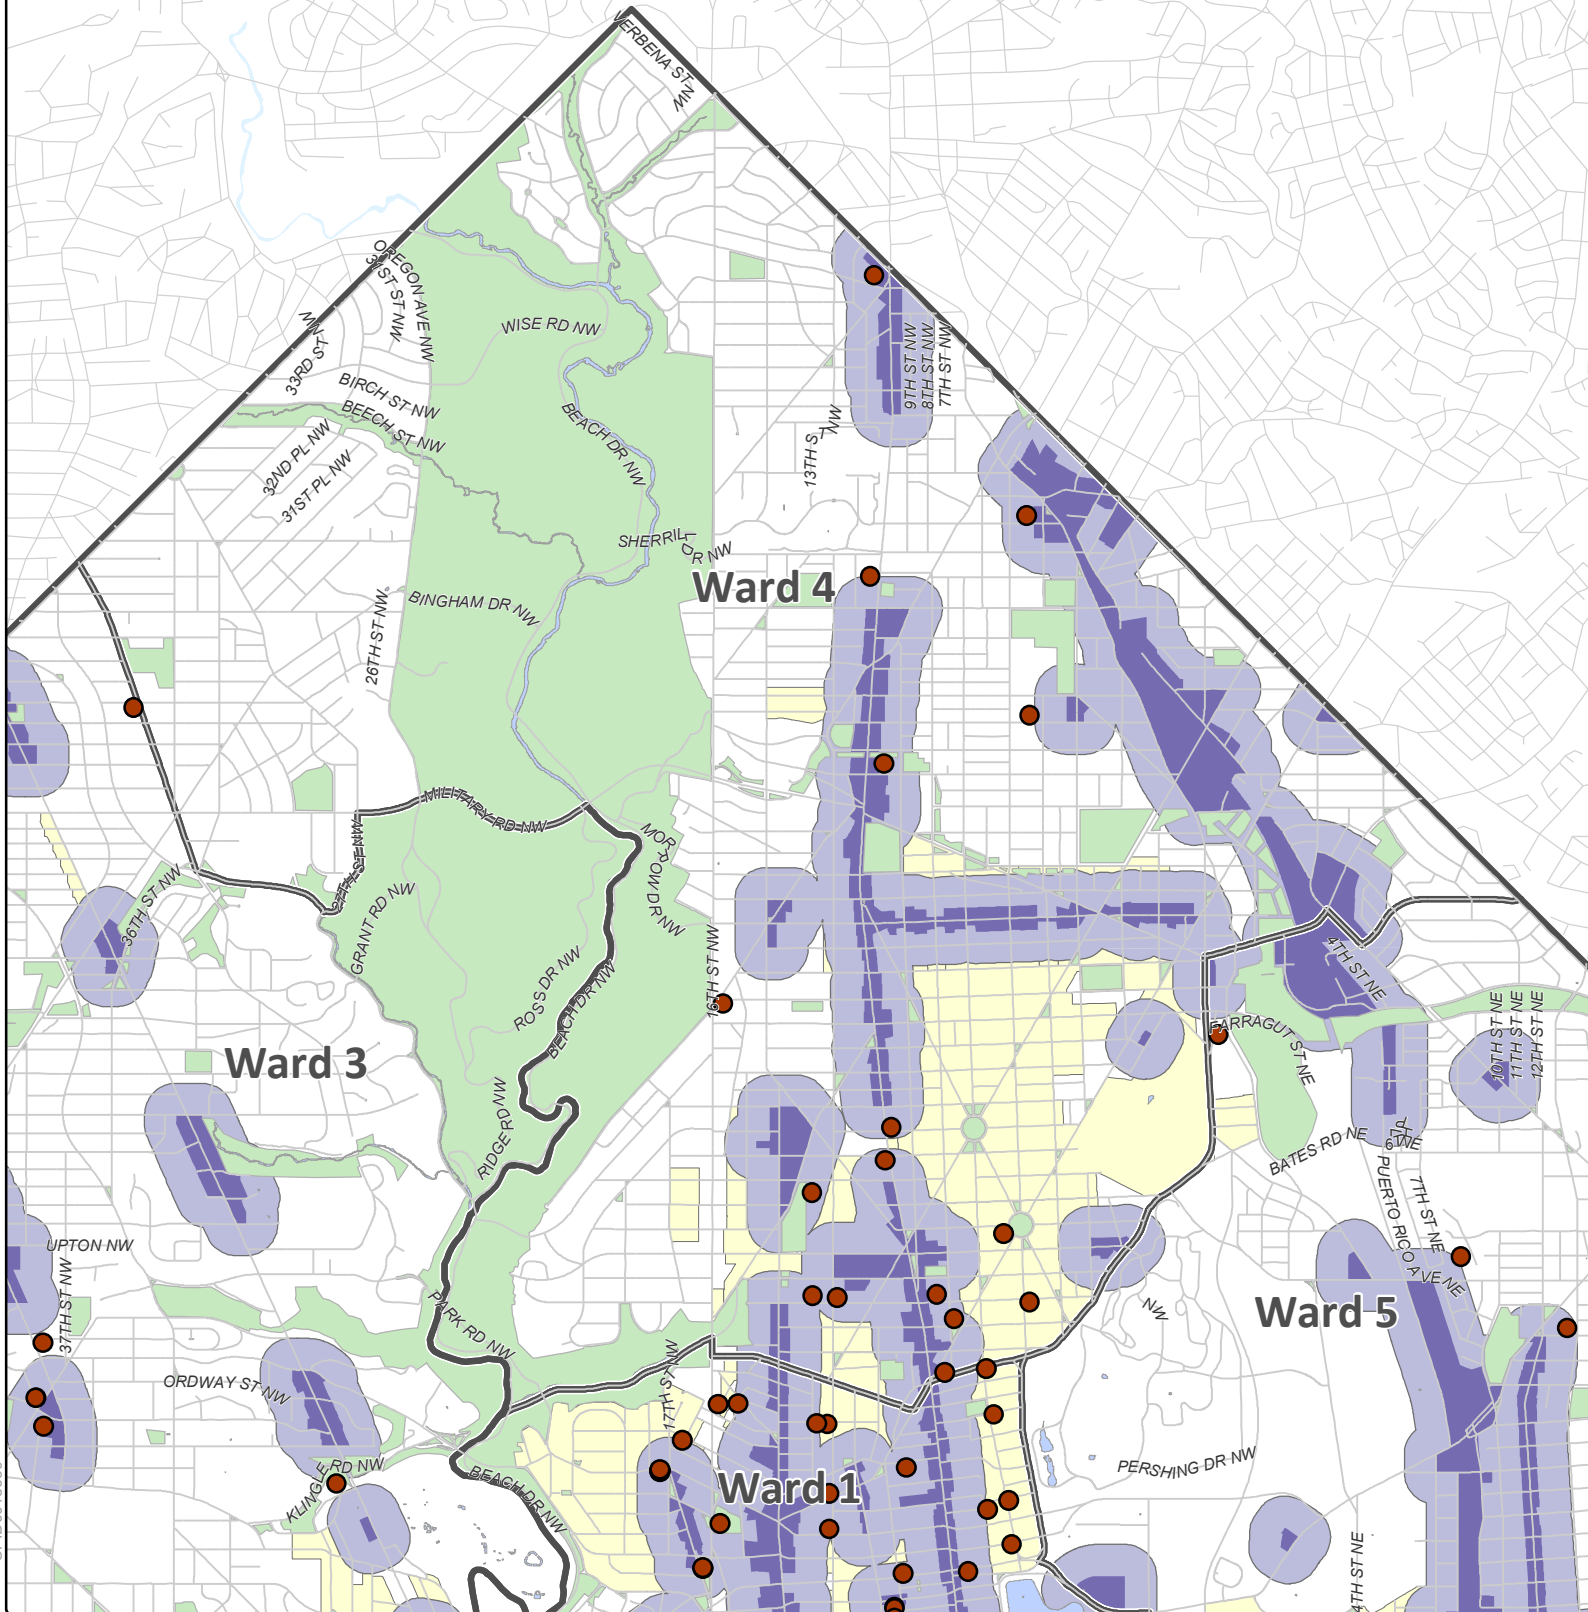 VERBENA ST NW
OREGON AVE NW
31ST ST NW
WISE RD NW
33RD ST NW
9TH ST NW
8TH ST NW
7TH ST NW
BIRCH ST NW
BEECH ST NW
BEACH DR NW
13TH ST NW
32ND PL NW
31ST PL NW
SHERRILL DR NW
Ward 4
BINGHAM DR NW
26TH ST NW
MILITARY RD NW
MORROW DR NW
27TH ST NW
36TH ST NW
GRANT RD NW
16TH ST NW
ROSS DR NW
BEACH DR NW
4TH ST NE
10TH ST NE
11TH ST NE
12TH ST NE
FARRAGUT ST NE
Ward 3
RIDGE RD NW
BATES RD NE
PUERTO RICO AVE NE
7TH ST NE
UPTON NW
37TH ST NW
PARK RD NW
NW
Ward 5
17TH ST NW
ORDWAY ST NW
KLINGLE RD NW
BEACH DR NW
Ward 1
PERSHING DR NW
4TH ST NE